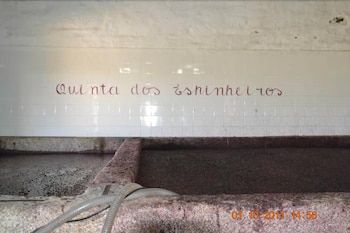 Quinta dos Espinheiros